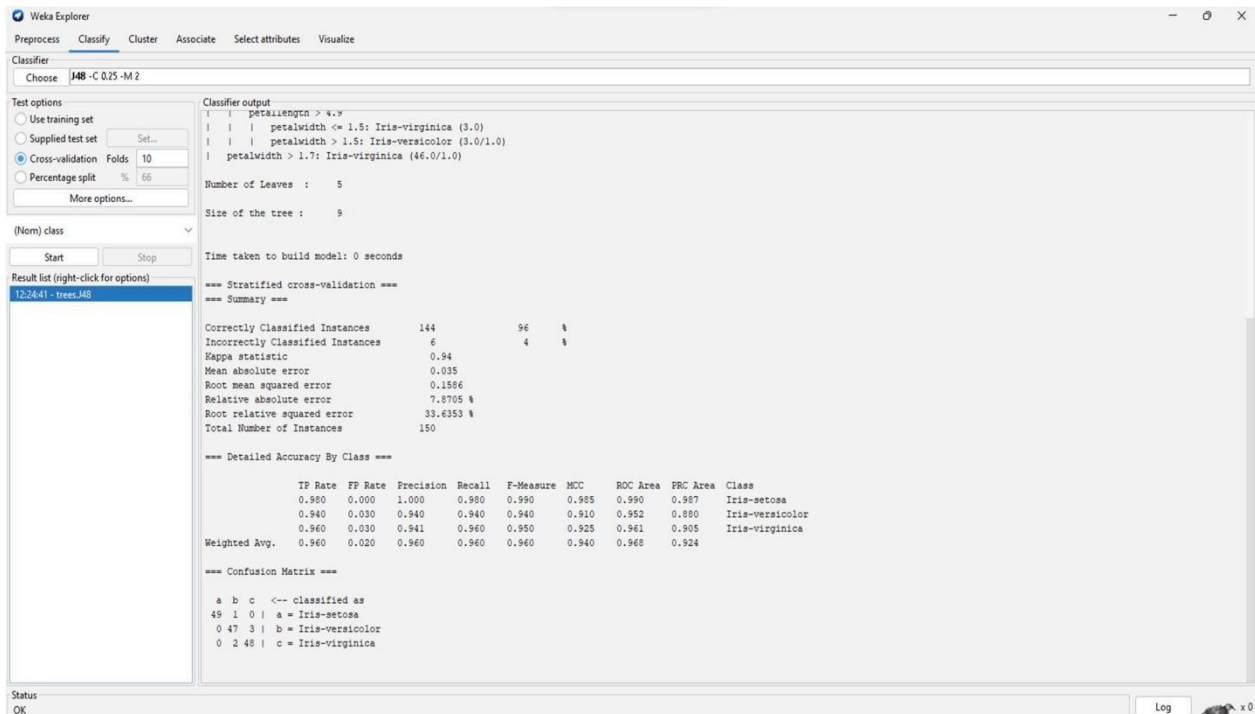 Weka Explorer
Preprocess Classify Cluster Associate Select attributes Visualize
Classifier
Choose J48 -C 0.25 -M 2
Test options
Use training set
Supplied test set Set...
Cross-validation Folds 10
Percentage split % 66
More options...
(Nom) class
Start Stop
Result list (right-click for options)
12:24:41 - trees.J48
Classifier output
| | petallength > 4.9
| | | petalwidth <= 1.5: Iris-virginica (3.0)
| | | petalwidth > 1.5: Iris-versicolor (3.0/1.0)
| petalwidth > 1.7: Iris-virginica (46.0/1.0)
Number of Leaves : 5
Size of the tree : 9
Time taken to build model: 0 seconds
=== Stratified cross-validation ===
=== Summary ===
Correctly Classified Instances 144 96 %
Incorrectly Classified Instances 6 4 %
Kappa statistic 0.94
Mean absolute error 0.035
Root mean squared error 0.1586
Relative absolute error 7.8705 %
Root relative squared error 33.6353 %
Total Number of Instances 150
=== Detailed Accuracy By Class ===
TP Rate FP Rate Precision Recall F-Measure MCC ROC Area PRC Area Class
0.980 0.000 1.000 0.980 0.990 0.985 0.990 0.987 Iris-setosa
0.940 0.030 0.940 0.940 0.940 0.910 0.952 0.880 Iris-versicolor
0.960 0.030 0.941 0.960 0.950 0.925 0.961 0.905 Iris-virginica
Weighted Avg. 0.960 0.020 0.960 0.960 0.960 0.940 0.968 0.924
=== Confusion Matrix ===
a b c <-- classified as
49 1 0 | a = Iris-setosa
0 47 3 | b = Iris-versicolor
0 2 48 | c = Iris-virginica
Status
OK
Log x 0